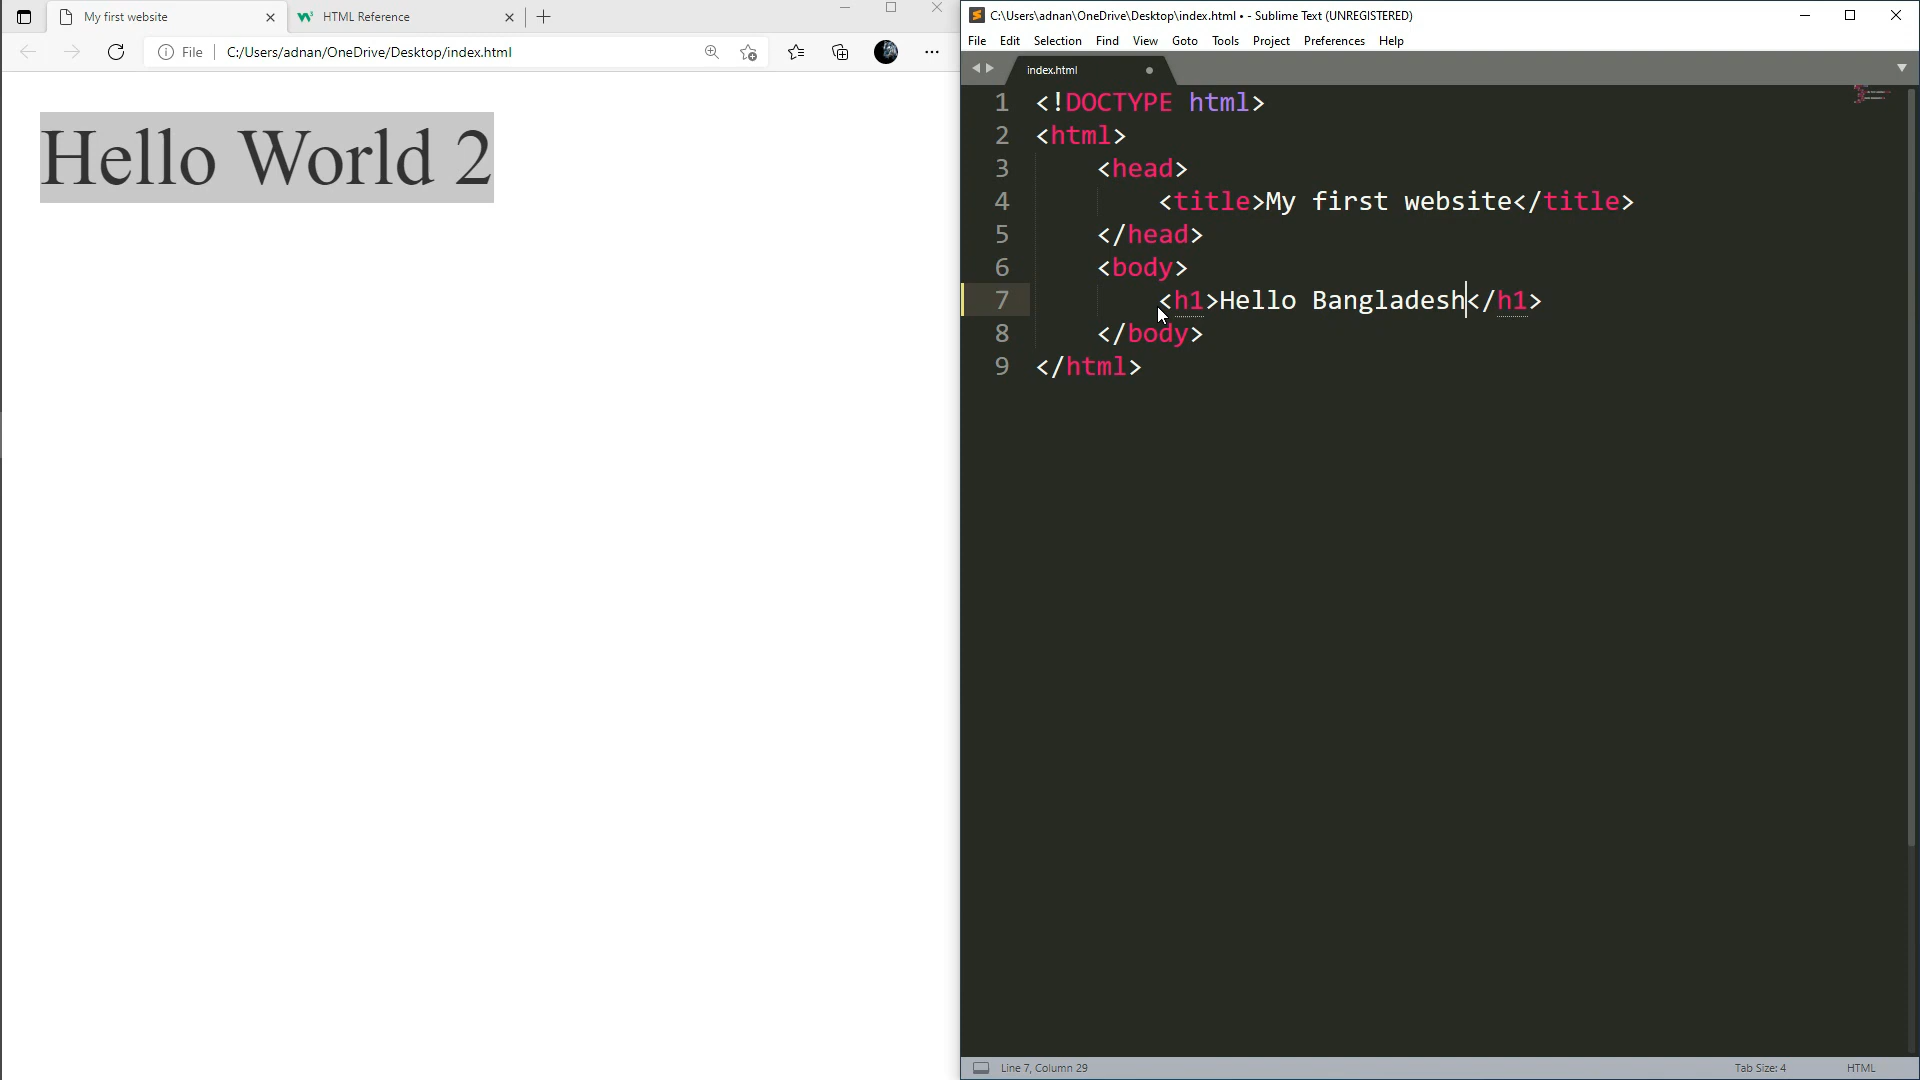 My first website
HTML Reference
File
C:/Users/adnan/OneDrive/Desktop/index.html
Hello World 2
C:\Users\adnan\OneDrive\Desktop\index.html • - Sublime Text (UNREGISTERED)
File Edit Selection Find View Goto Tools Project Preferences Help
index.html
1 <!DOCTYPE html>
2 <html>
3 <head>
4 <title>My first website</title>
5 </head>
6 <body>
7 <h1>Hello Bangladesh</h1>
8 </body>
9 </html>
Line 7, Column 29
Tab Size: 4
HTML